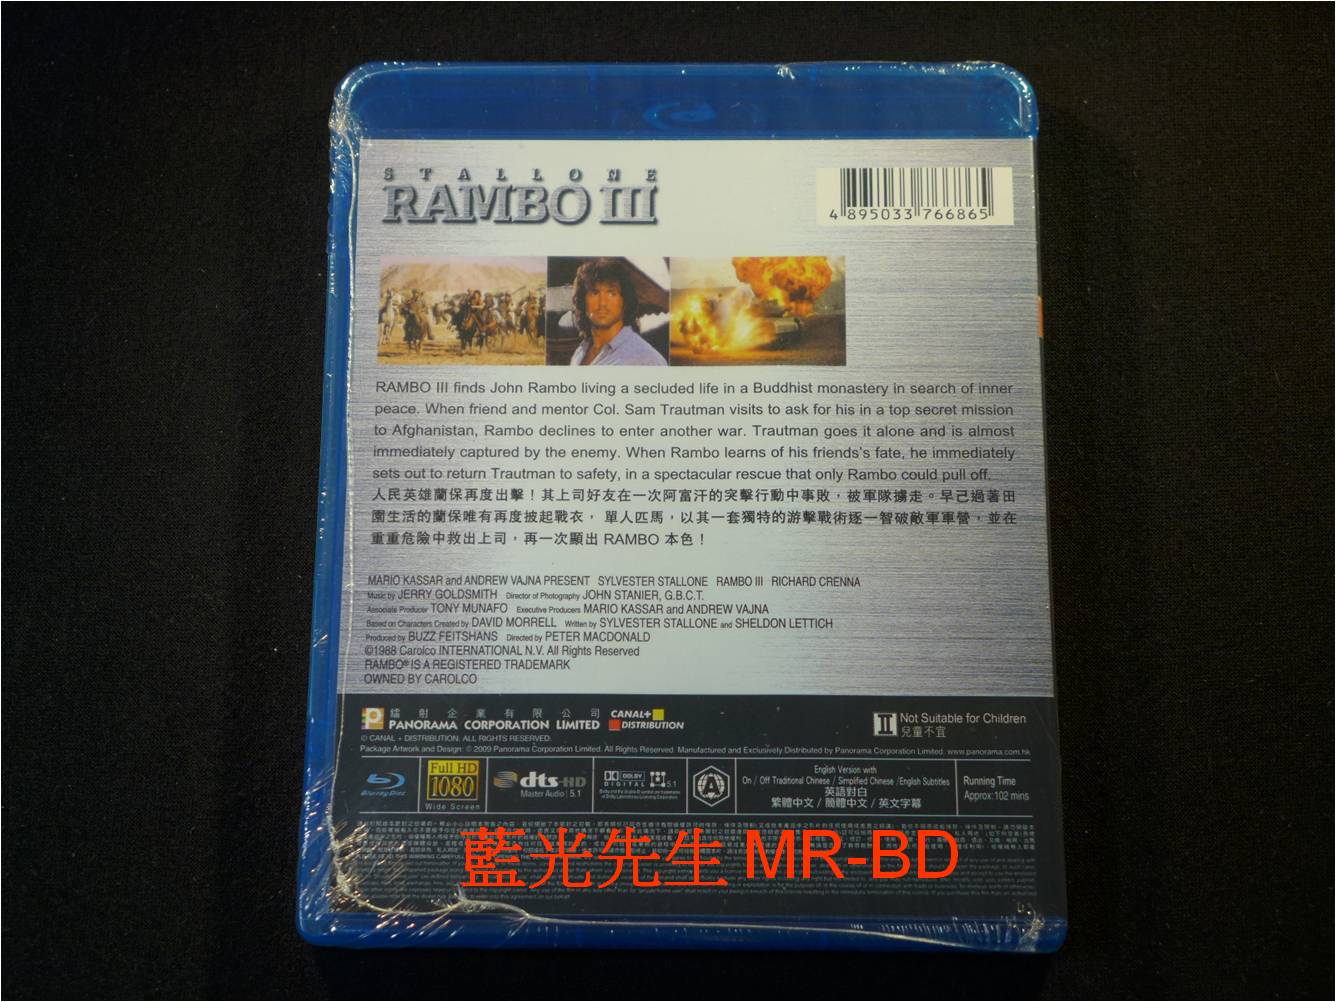 STALLONE
RAMBO III
4 895033 766865
RAMBO III finds John Rambo living a secluded life in a Buddhist monastery in search of inner
peace. When friend and mentor Col. Sam Trautman visits to ask for his in a top secret mission
to Afghanistan, Rambo declines to enter another war. Trautman goes it alone and is almost
immediately captured by the enemy. When Rambo learns of his friends's fate, he immediately
sets out to return Trautman to safety, in a spectacular rescue that only Rambo could pull off.
人民英雄蘭保再度出擊！其上司好友在一次阿富汗的突擊行動中事敗，被軍隊擄走。早已過著田
園生活的蘭保唯有再度披起戰衣，單人匹馬，以其一套獨特的游擊戰術逐一智破敵軍軍營，並在
重重危險中救出上司，再一次顯出 RAMBO 本色！
MARIO KASSAR and ANDREW VAJNA PRESENT SYLVESTER STALLONE RAMBO III RICHARD CRENNA
Music by JERRY GOLDSMITH Director of Photography JOHN STANIER, G.B.C.T.
Associate Producer TONY MUNAFO Executive Producers MARIO KASSAR and ANDREW VAJNA
Based on Characters Created by DAVID MORRELL Written by SYLVESTER STALLONE and SHELDON LETTICH
Produced by BUZZ FEITSHANS Directed by PETER MACDONALD
©1988 Carolco INTERNATIONAL N.V. All Rights Reserved
RAMBO® IS A REGISTERED TRADEMARK
OWNED BY CAROLCO
鐳射企業有限公司
PANORAMA CORPORATION LIMITED
CANAL+
DISTRIBUTION
II Not Suitable for Children
兒童不宜
© CANAL + DISTRIBUTION. ALL RIGHTS RESERVED.
Package Artwork and Design: © 2009 Panorama Corporation Limited. All Rights Reserved. Manufactured and Exclusively Distributed by Panorama Corporation Limited. www.panorama.com.hk
Blu-ray Disc
Full HD
1080
Wide Screen
dts-HD
Master Audio | 5.1
DOLBY
DIGITAL 5.1
A
English Version with
On / Off Traditional Chinese / Simplified Chinese /English Subtitles
英語對白
繁體中文 / 簡體中文 / 英文字幕
Running Time
Approx: 102 mins
藍光先生 MR-BD